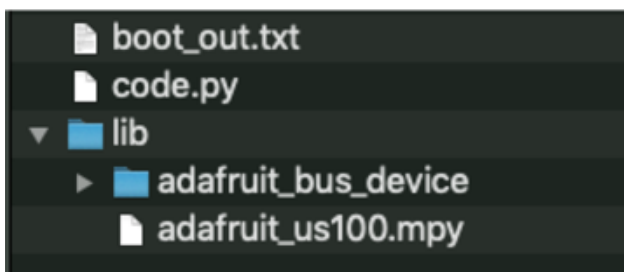 boot_out.txt
code.py
lib
adafruit_bus_device
adafruit_us100.mpy